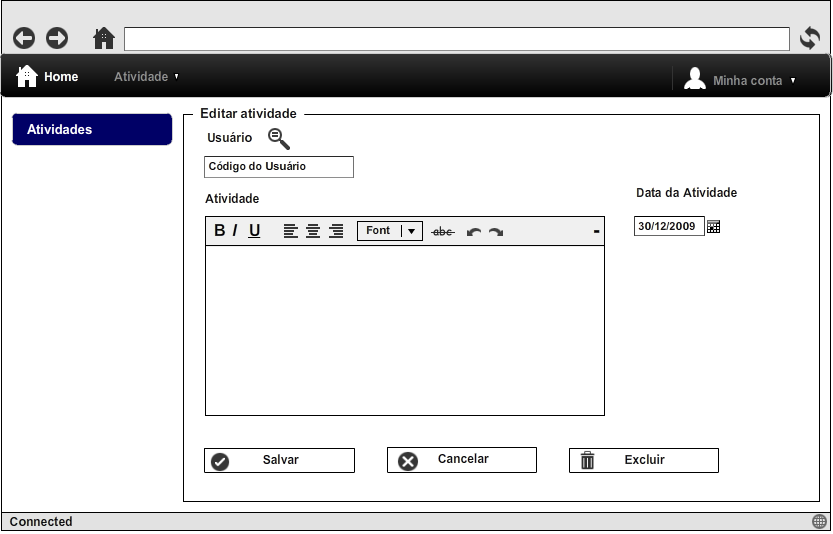 Home
Atividade
Minha conta
Atividades
Editar atividade
Usuário
Código do Usuário
Atividade
Data da Atividade
B I U
Font
abc
30/12/2009
Salvar
Cancelar
Excluir
Connected